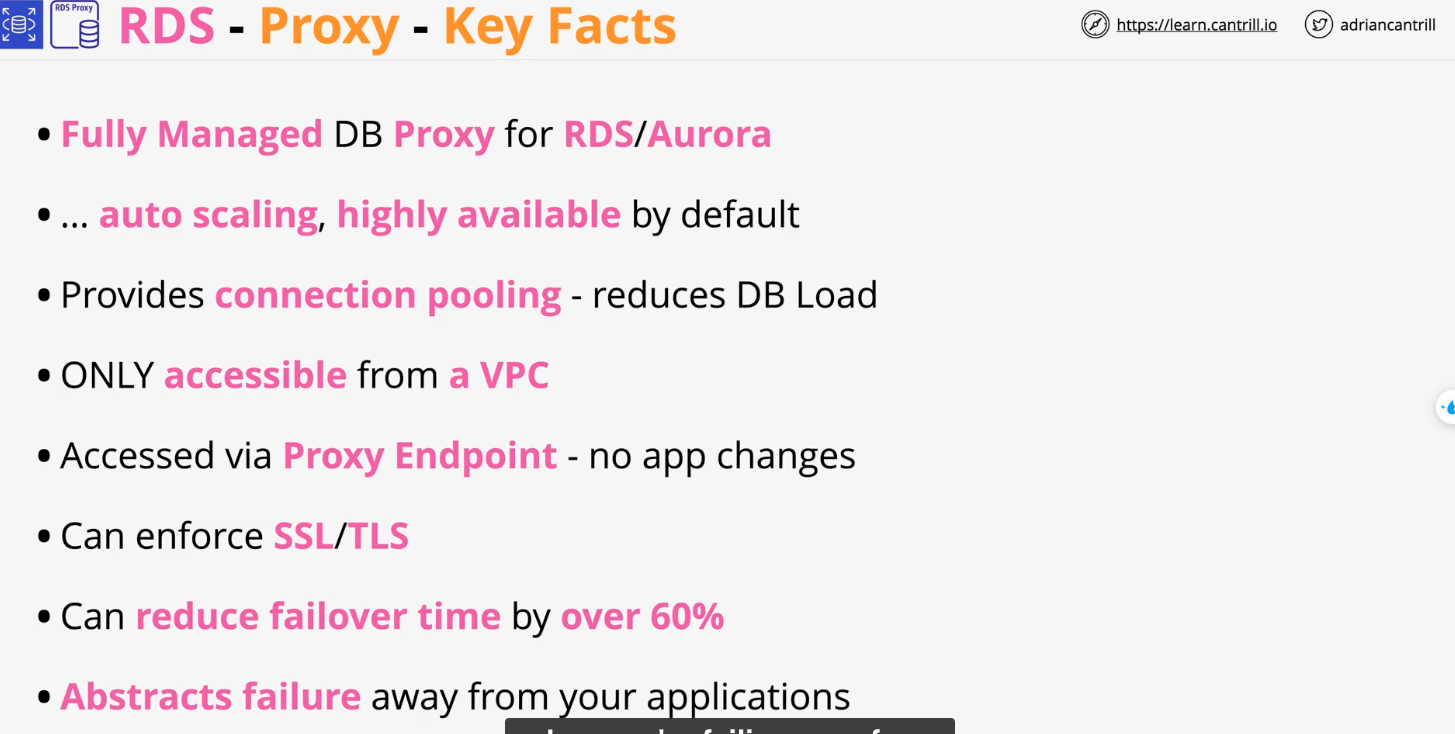 RDS Proxy
RDS - Proxy - Key Facts
https://learn.cantrill.io
adriancantrill
• Fully Managed DB Proxy for RDS/Aurora
• ... auto scaling, highly available by default
• Provides connection pooling - reduces DB Load
• ONLY accessible from a VPC
• Accessed via Proxy Endpoint - no app changes
• Can enforce SSL/TLS
• Can reduce failover time by over 60%
• Abstracts failure away from your applications